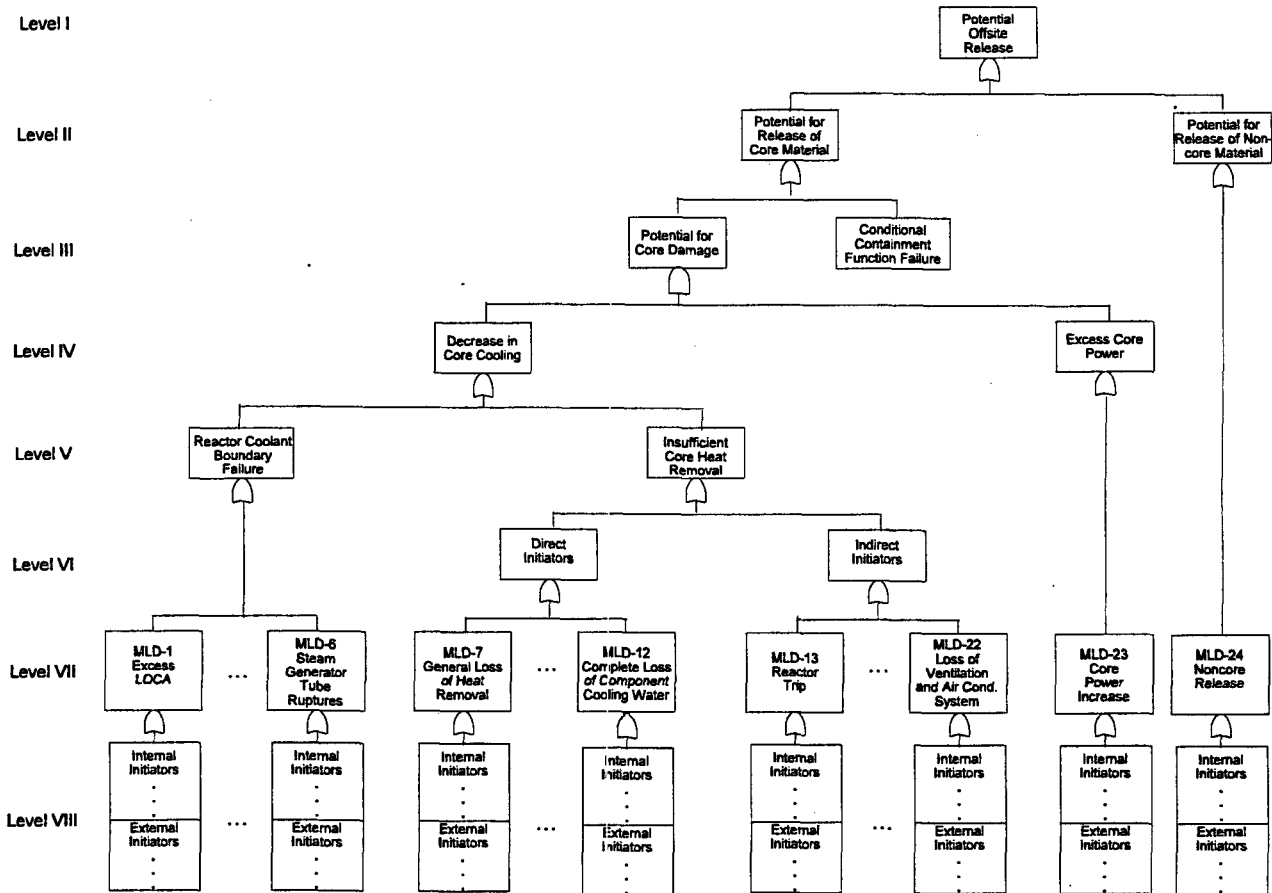 Level I
Potential
Offsite
Release
Level II
Potential for
Release of
Core Material
Potential for
Release of Non-
core Material
Level III
Potential for
Core Damage
Conditional
Containment
Function Failure
Level IV
Decrease in
Core Cooling
Excess Core
Power
Level V
Reactor Coolant
Boundary
Failure
Insufficient
Core Heat
Removal
Level VI
Direct
Initiators
Indirect
Initiators
Level VII
MLD-1
Excess
LOCA
...
MLD-6
Steam
Generator
Tube
Ruptures
MLD-7
General Loss
of Heat
Removal
...
MLD-12
Complete Loss
of Component
Cooling Water
MLD-13
Reactor
Trip
...
MLD-22
Loss of
Ventilation
and Air Cond.
System
MLD-23
Core
Power
Increase
MLD-24
Noncore
Release
Level VIII
Internal
Initiators
External
Initiators
...
Internal
Initiators
External
Initiators
Internal
Initiators
External
Initiators
...
Internal
Initiators
External
Initiators
Internal
Initiators
External
Initiators
...
Internal
Initiators
External
Initiators
Internal
Initiators
External
Initiators
Internal
Initiators
External
Initiators